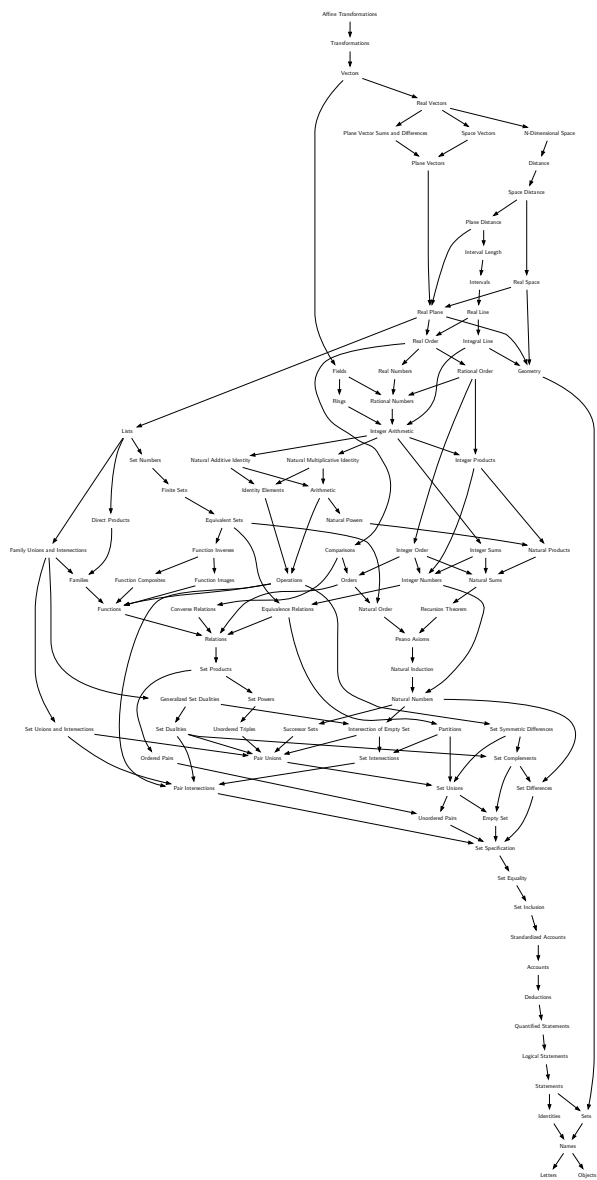 Affine Transformations
Transformations
Vectors
Real Vectors
Plane Vector Sums and Differences
Space Vectors
N-Dimensional Space
Plane Vectors
Distance
Space Distance
Plane Distance
Interval Length
Intervals
Real Space
Real Plane
Real Line
Real Order
Integral Line
Fields
Real Numbers
Rational Order
Geometry
Rings
Rational Numbers
Lists
Integer Arithmetic
Set Numbers
Natural Additive Identity
Natural Multiplicative Identity
Integer Products
Finite Sets
Identity Elements
Arithmetic
Direct Products
Equivalent Sets
Natural Powers
Family Unions and Intersections
Function Inverses
Comparisons
Integer Order
Integer Sums
Natural Products
Families
Function Composites
Function Images
Operations
Orders
Integer Numbers
Natural Sums
Functions
Converse Relations
Equivalence Relations
Natural Order
Recursion Theorem
Relations
Peano Axioms
Set Products
Natural Induction
Generalized Set Dualities
Set Powers
Natural Numbers
Set Unions and Intersections
Set Dualities
Unordered Triples
Successor Sets
Intersection of Empty Set
Partitions
Set Symmetric Differences
Ordered Pairs
Pair Unions
Set Intersections
Set Complements
Pair Intersections
Set Unions
Set Differences
Unordered Pairs
Empty Set
Set Specification
Set Equality
Set Inclusion
Standardized Accounts
Accounts
Deductions
Quantified Statements
Logical Statements
Statements
Identities
Sets
Names
Letters
Objects